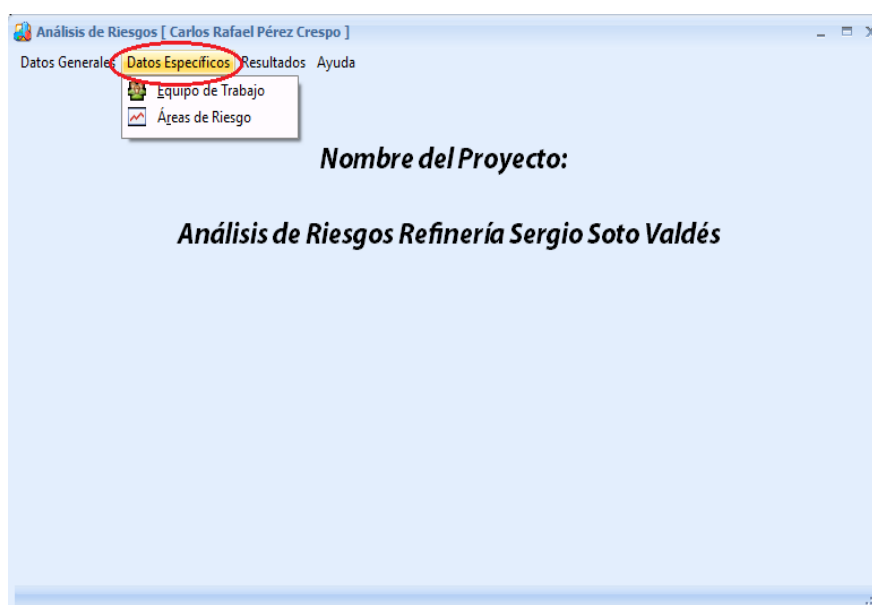 Análisis de Riesgos [ Carlos Rafael Pérez Crespo ]
Datos Generales Datos Específicos Resultados Ayuda
Equipo de Trabajo
Áreas de Riesgo
Nombre del Proyecto:
Análisis de Riesgos Refinería Sergio Soto Valdés